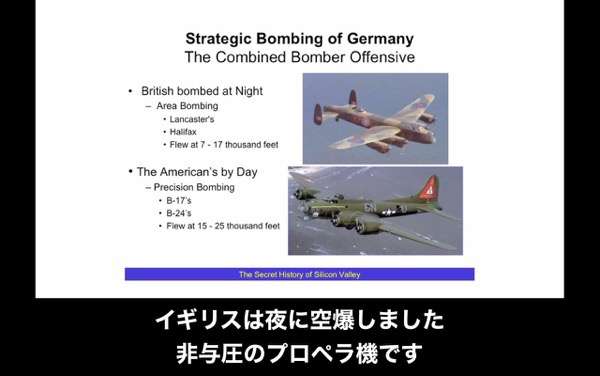 Strategic Bombing of Germany
The Combined Bomber Offensive
• British bombed at Night
– Area Bombing
• Lancaster's
• Halifax
• Flew at 7 - 17 thousand feet
• The American's by Day
– Precision Bombing
• B-17's
• B-24's
• Flew at 15 - 25 thousand feet
The Secret History of Silicon Valley
イギリスは夜に空爆しました
非与圧のプロペラ機です